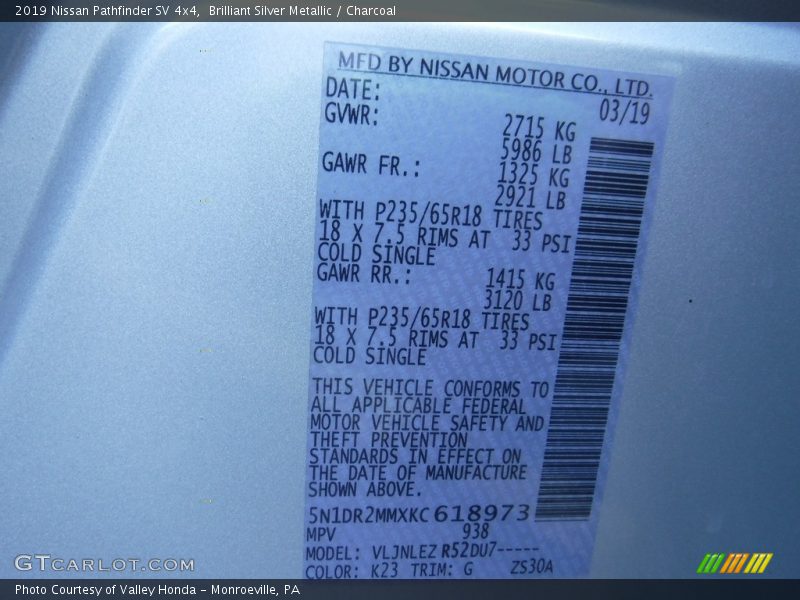 2019 Nissan Pathfinder SV 4x4, Brilliant Silver Metallic / Charcoal
MFD BY NISSAN MOTOR CO., LTD.
DATE: 03/19
GVWR: 2715 KG
5986 LB
GAWR FR.: 1325 KG
2921 LB
WITH P235/65R18 TIRES
18 X 7.5 RIMS AT 33 PSI
COLD SINGLE
GAWR RR.: 1415 KG
3120 LB
WITH P235/65R18 TIRES
18 X 7.5 RIMS AT 33 PSI
COLD SINGLE
THIS VEHICLE CONFORMS TO
ALL APPLICABLE FEDERAL
MOTOR VEHICLE SAFETY AND
THEFT PREVENTION
STANDARDS IN EFFECT ON
THE DATE OF MANUFACTURE
SHOWN ABOVE.
5N1DR2MMXKC618973
MPV 938
MODEL: VLJNLEZ R52DU7-----
COLOR: K23 TRIM: G ZS30A
GTCARLOT.COM
Photo Courtesy of Valley Honda – Monroeville, PA